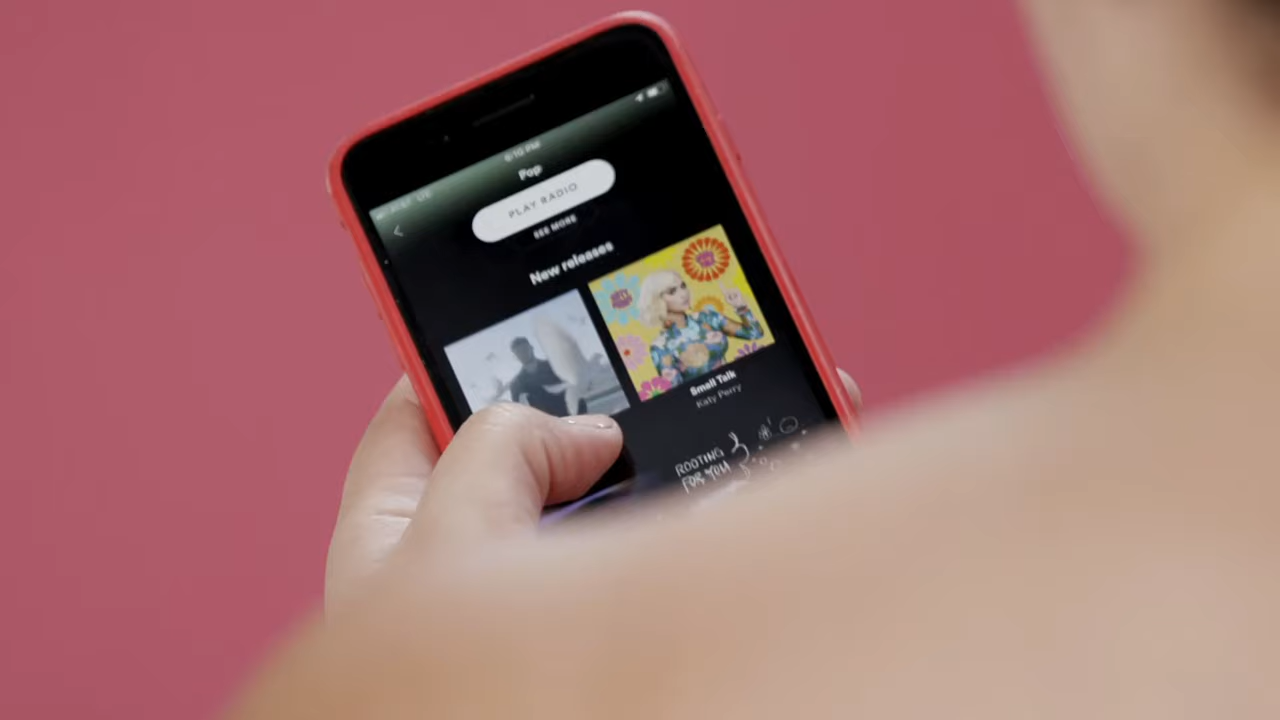 Pop
PLAY RADIO
SEE MORE
New releases
Small Talk
Katy Perry
ROOTING
FOR YOU